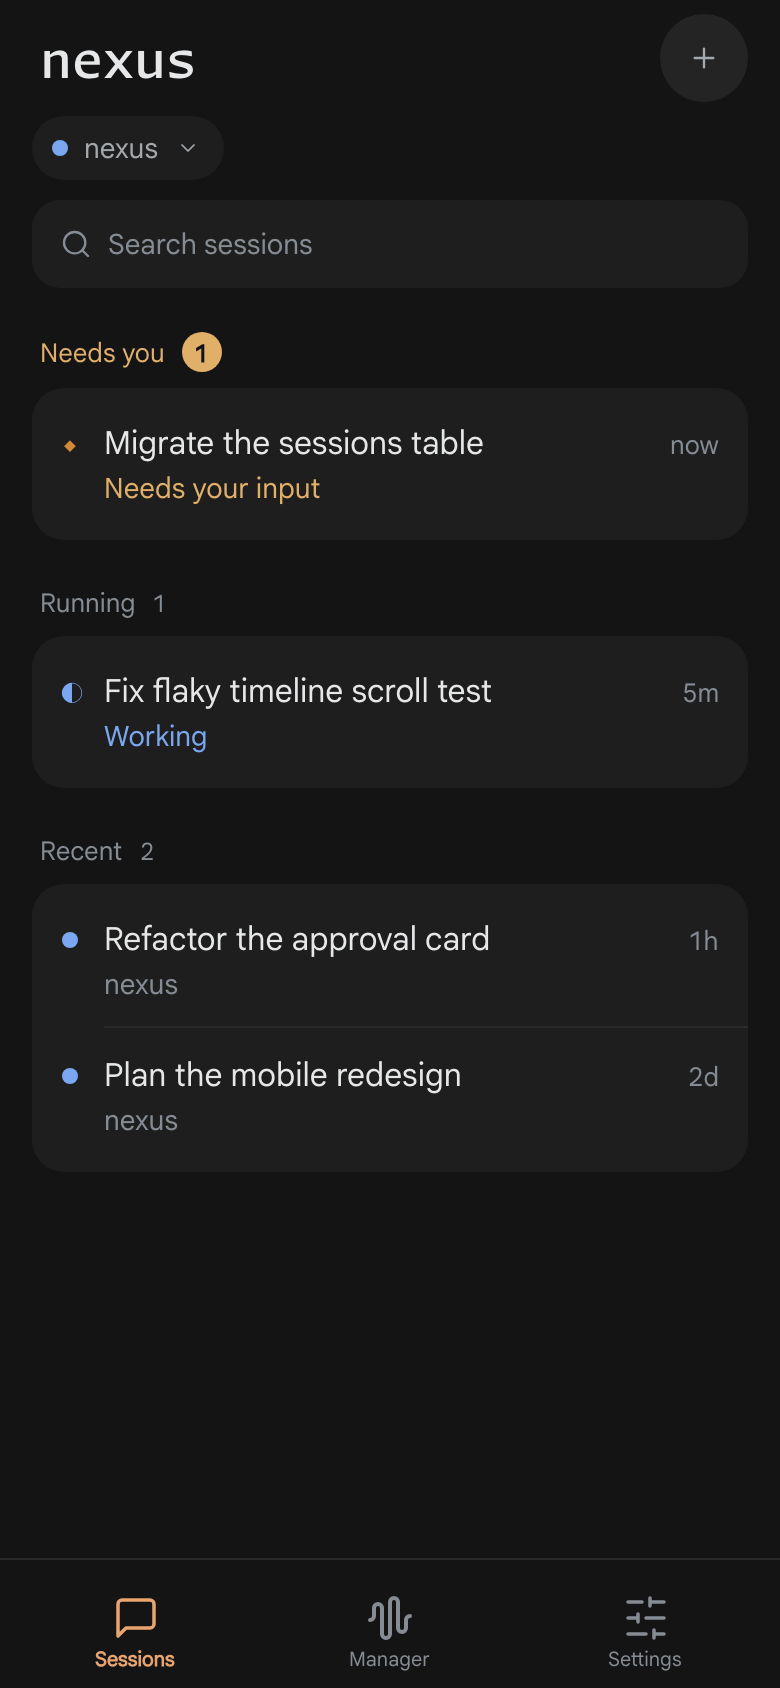 nexus
nexus
Search sessions
Needs you 1
Migrate the sessions table now
Needs your input
Running 1
Fix flaky timeline scroll test 5m
Working
Recent 2
Refactor the approval card 1h
nexus
Plan the mobile redesign 2d
nexus
Sessions Manager Settings